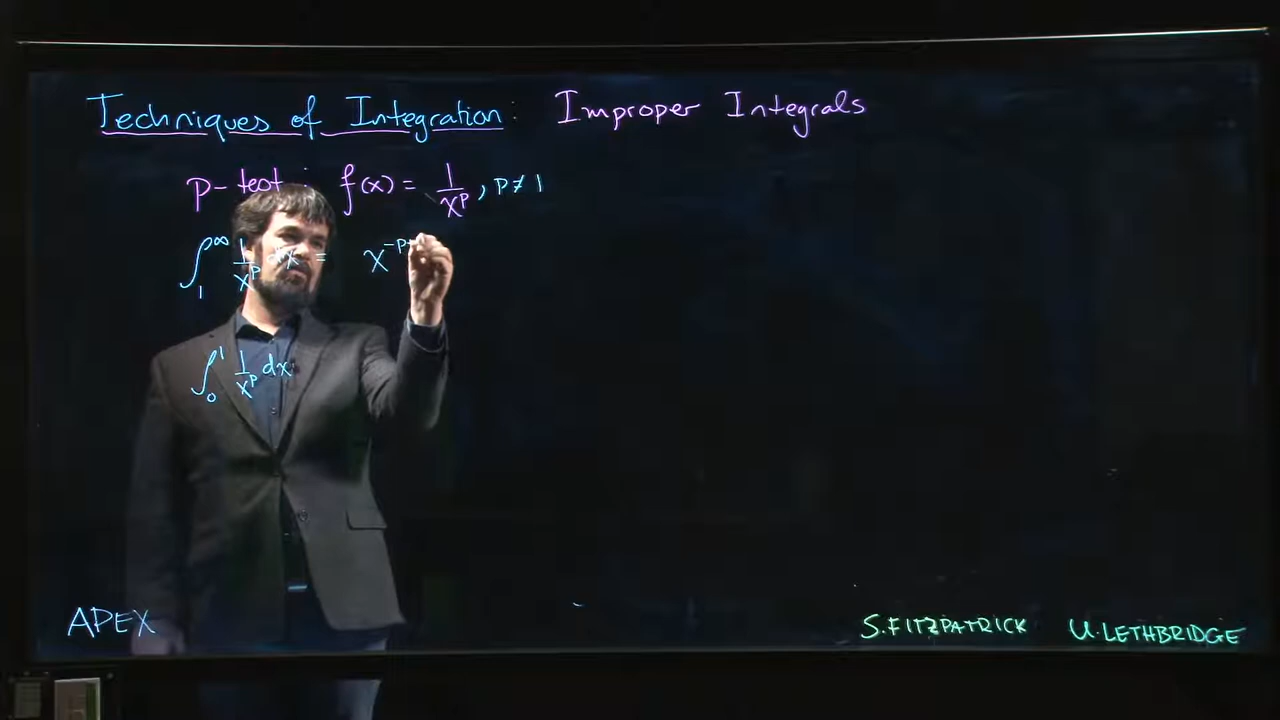 Techniques of Integration: Improper Integrals
p-test: f(x) = 1/x^p, p ≠ 1
∫_1^∞ 1/x^p dx = x^-p
∫_0^1 1/x^p dx
APEX
S. FITZPATRICK U. LETHBRIDGE